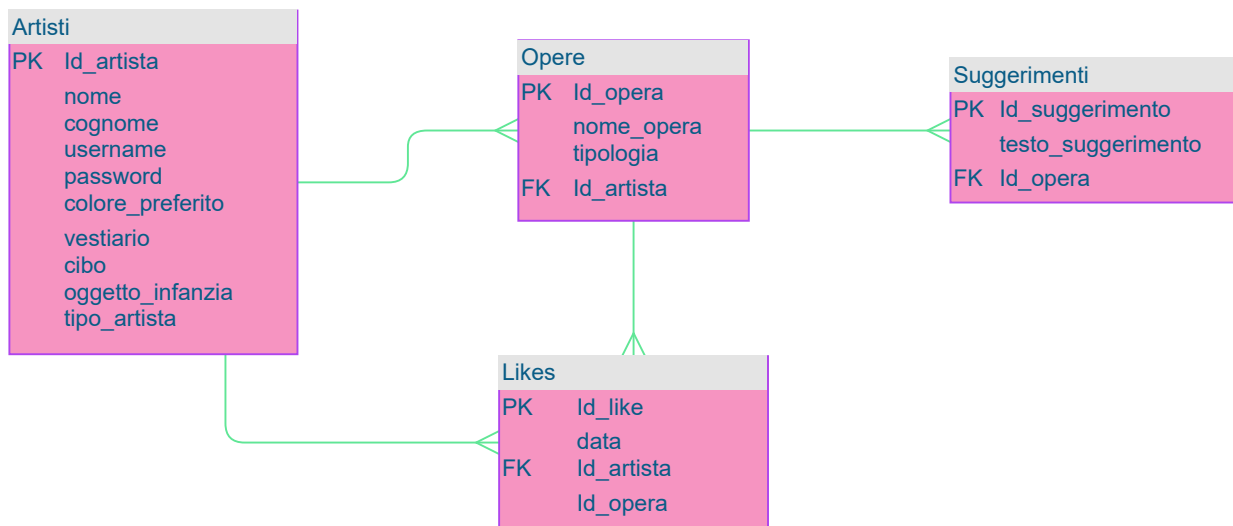 Artisti
PK Id_artista
nome
cognome
username
password
colore_preferito
vestiario
cibo
oggetto_infanzia
tipo_artista
Opere
PK Id_opera
nome_opera
tipologia
FK Id_artista
Suggerimenti
PK Id_suggerimento
testo_suggerimento
FK Id_opera
Likes
PK Id_like
data
FK Id_artista
Id_opera